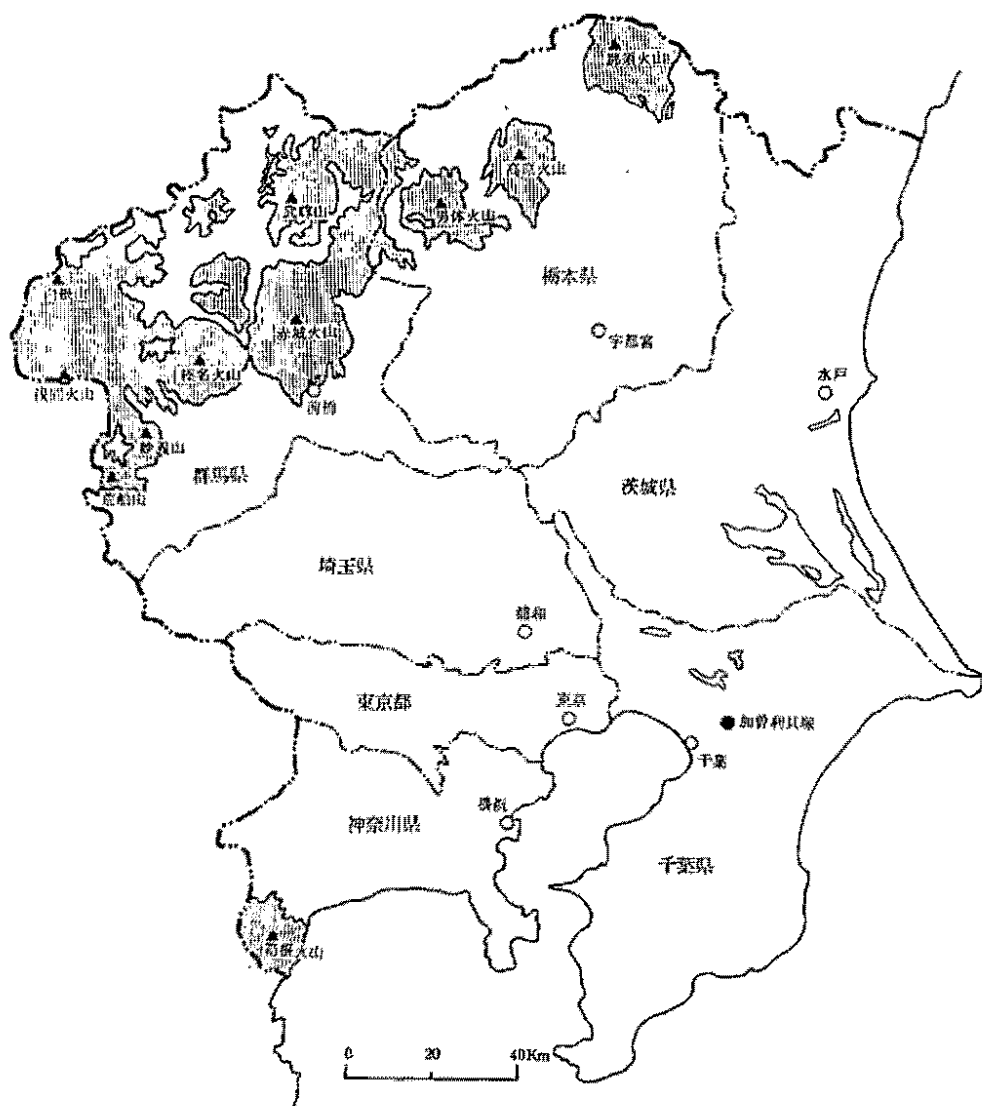 那須火山
高原火山
武尊山
男体火山
栃木県
白根山
赤城火山
宇都宮
榛名火山
浅間火山
前橋
水戸
妙義山
群馬県
茨城県
荒船山
埼玉県
浦和
東京都
東京
加曽利貝塚
千葉
横浜
神奈川県
千葉県
箱根火山
0 20 40Km